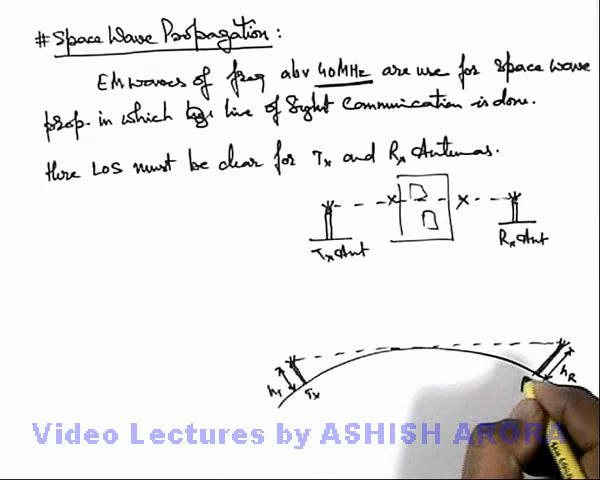 # Space Wave Propagation :
EM waves of freq abv 40MHz are use for space wave
prop. in which line of Sight Communication is done.
Here LOS must be clear for Tx and Rx Antennas.
Tx Ant
Rx Ant
hT
Tx
hR
Video Lectures by ASHISH ARORA